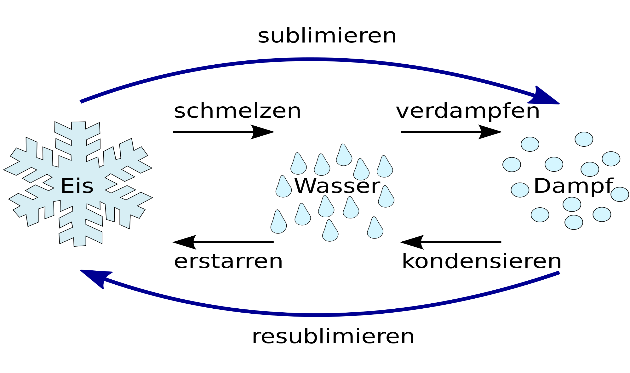 sublimieren
schmelzen
verdampfen
Eis
Wasser
Dampf
erstarren
kondensieren
resublimieren